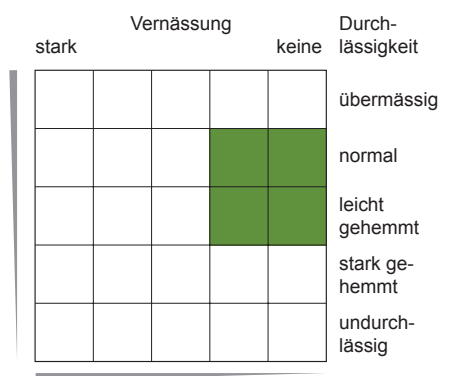 Vernässung
Durch-
stark
keine
lässigkeit
übermässig
normal
leicht
gehemmt
stark ge-
hemmt
undurch-
lässig